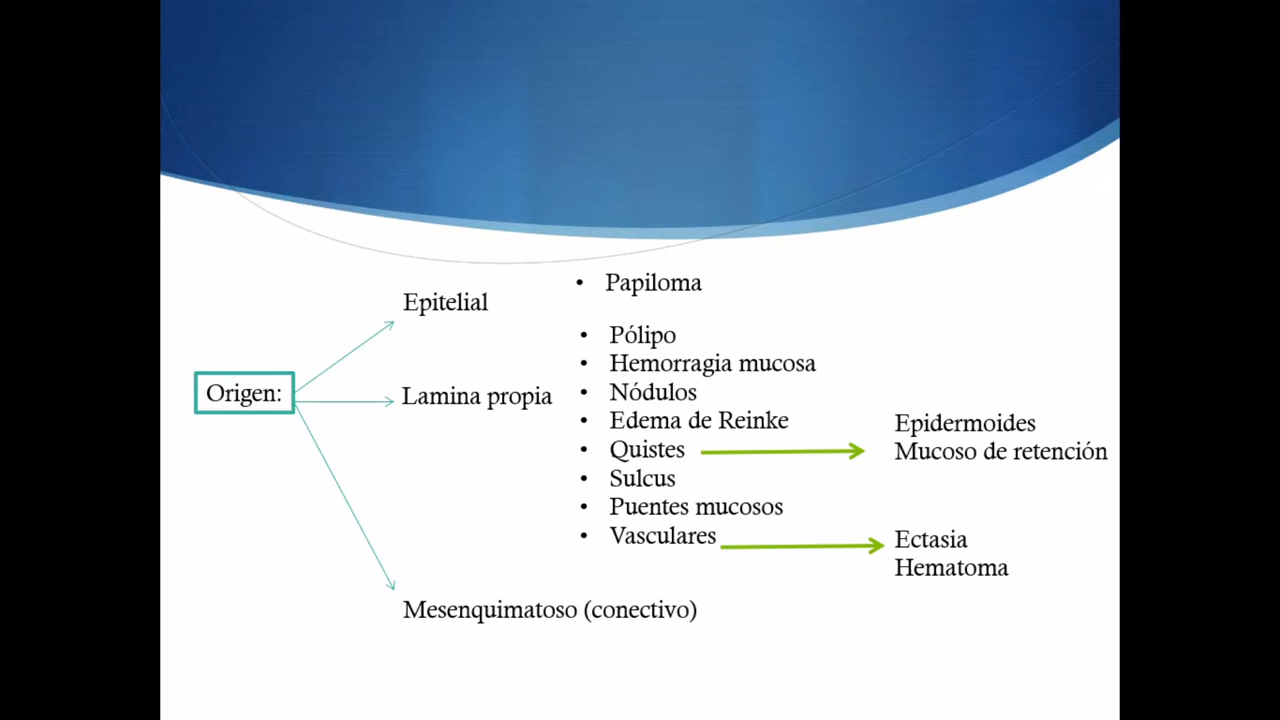 Origen:
Epitelial
• Papiloma
Lamina propia
• Pólipo
• Hemorragia mucosa
• Nódulos
• Edema de Reinke
• Quistes
Epidermoides
Mucoso de retención
• Sulcus
• Puentes mucosos
• Vasculares
Ectasia
Hematoma
Mesenquimatoso (conectivo)